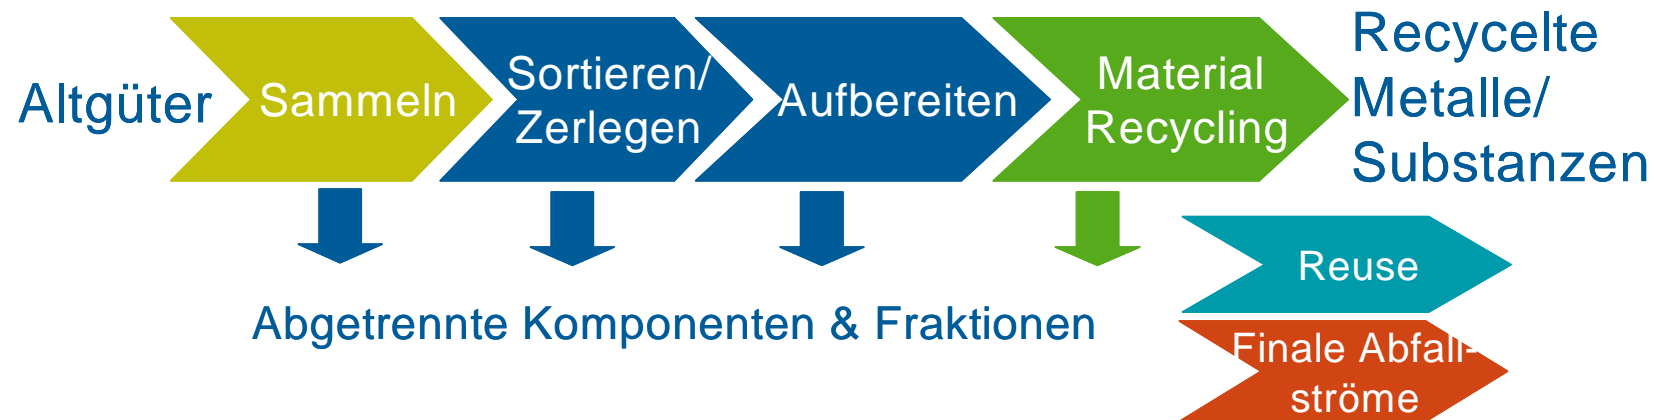 Altgüter
Sammeln
Sortieren/
Zerlegen
Aufbereiten
Material
Recycling
Recycelte
Metalle/
Substanzen
Abgetrennte Komponenten & Fraktionen
Reuse
Finale Abfall-
ströme